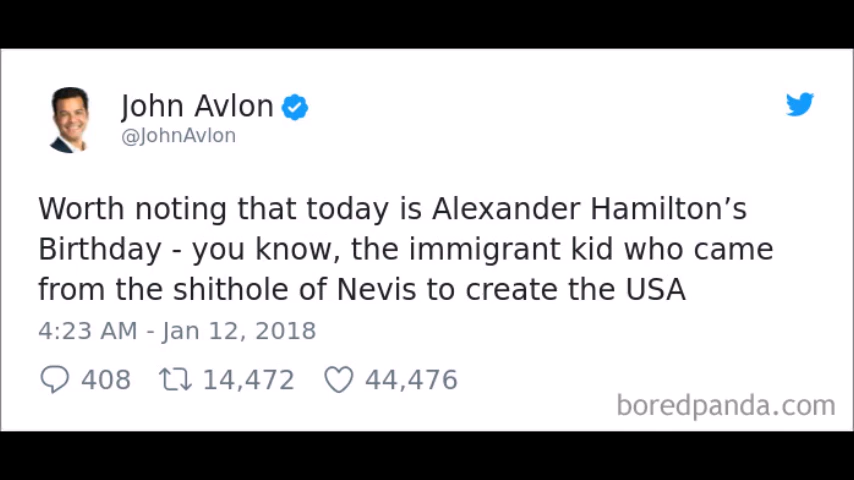 John Avlon
@JohnAvlon
Worth noting that today is Alexander Hamilton’s
Birthday - you know, the immigrant kid who came
from the shithole of Nevis to create the USA
4:23 AM - Jan 12, 2018
408 14,472 44,476
boredpanda.com